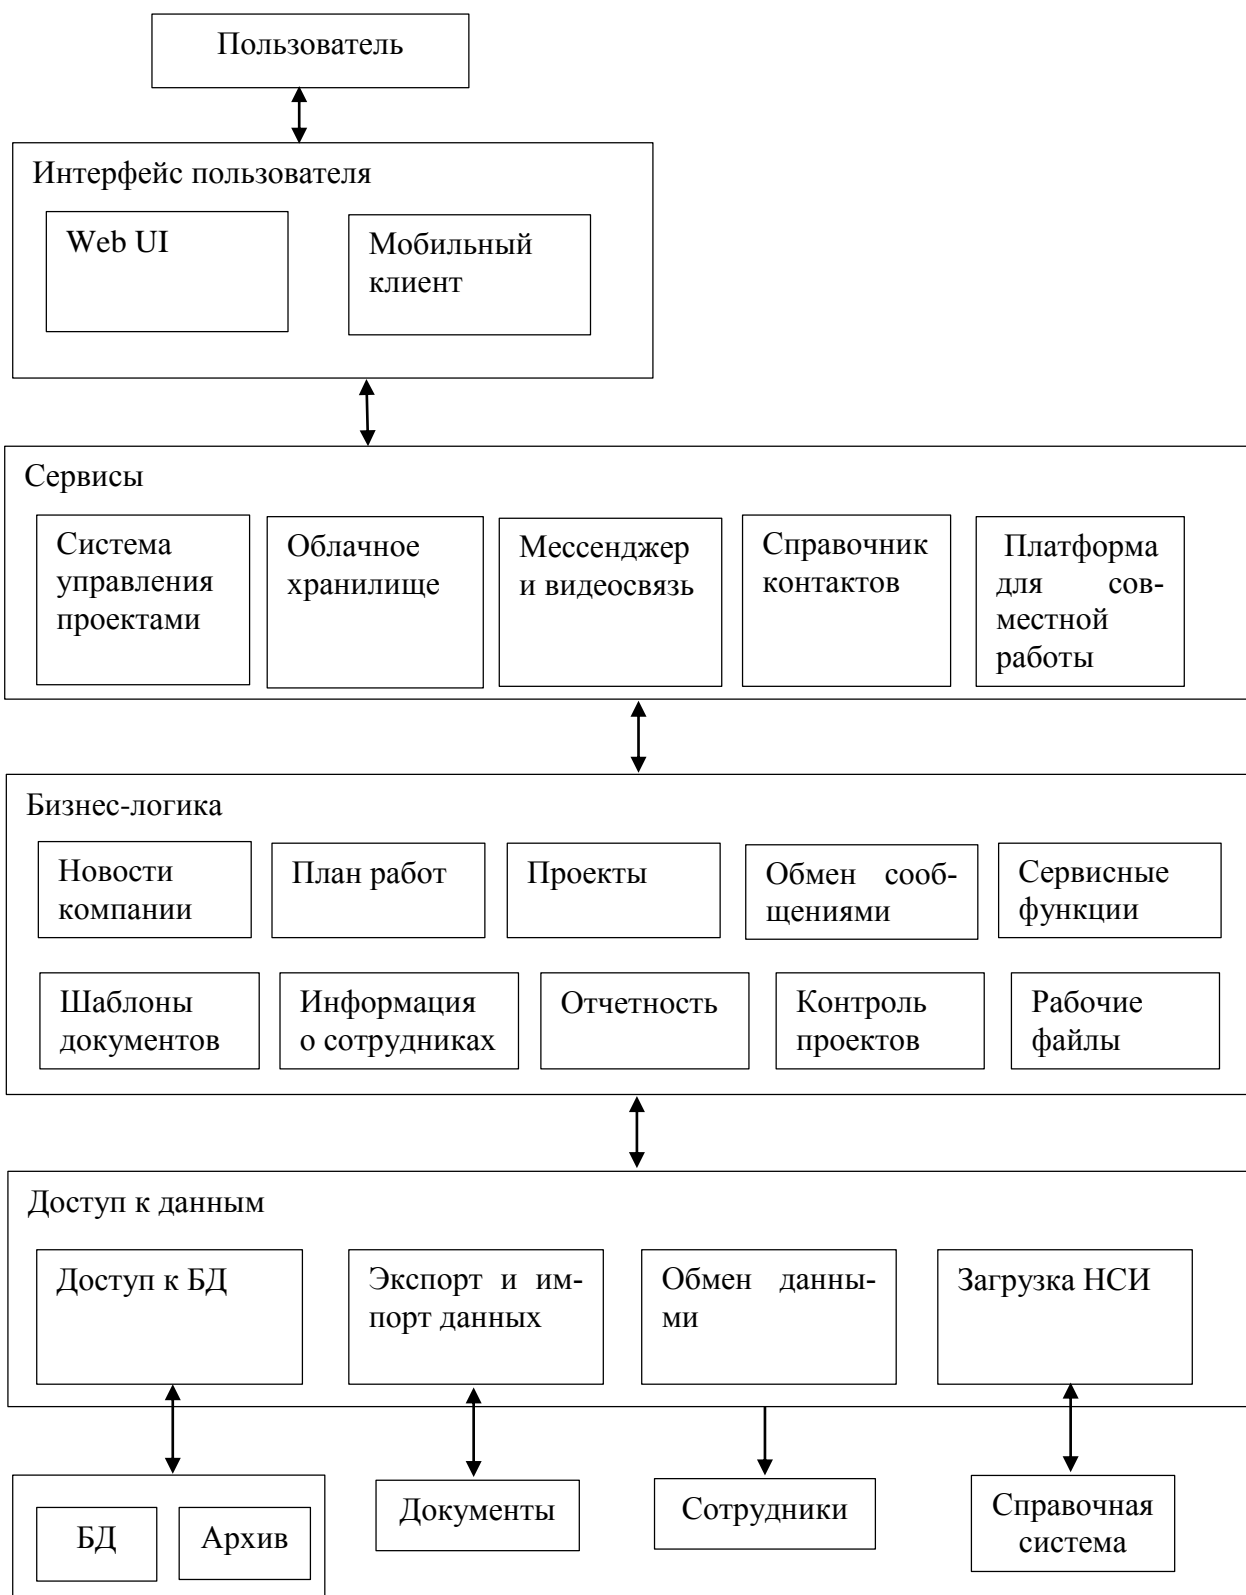 Пользователь
Интерфейс пользователя
Web UI
Мобильный
клиент
Сервисы
Система
управления
проектами
Облачное
хранилище
Мессенджер
и видеосвязь
Справочник
контактов
Платформа
для сов-
местной
работы
Бизнес-логика
Новости
компании
План работ
Проекты
Обмен сооб-
щениями
Сервисные
функции
Шаблоны
документов
Информация
о сотрудниках
Отчетность
Контроль
проектов
Рабочие
файлы
Доступ к данным
Доступ к БД
Экспорт и им-
порт данных
Обмен данны-
ми
Загрузка НСИ
БД
Архив
Документы
Сотрудники
Справочная
система